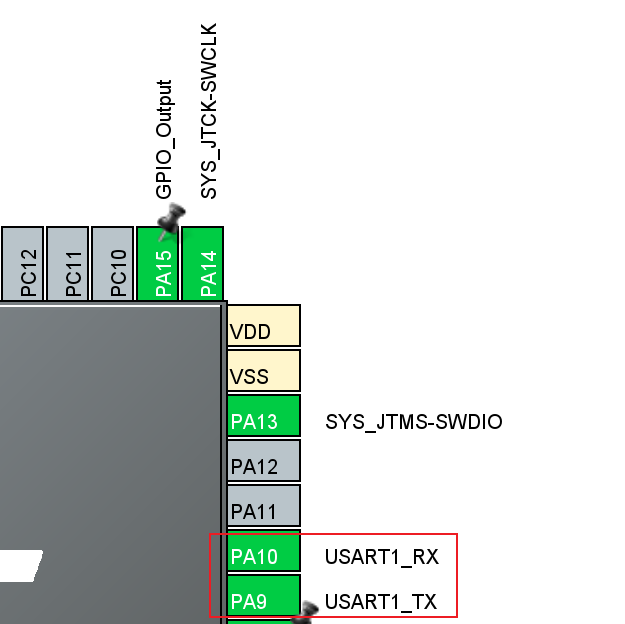 GPIO_Output
SYS_JTCK-SWCLK
PC12
PC11
PC10
PA15
PA14
VDD
VSS
PA13 SYS_JTMS-SWDIO
PA12
PA11
PA10 USART1_RX
PA9 USART1_TX